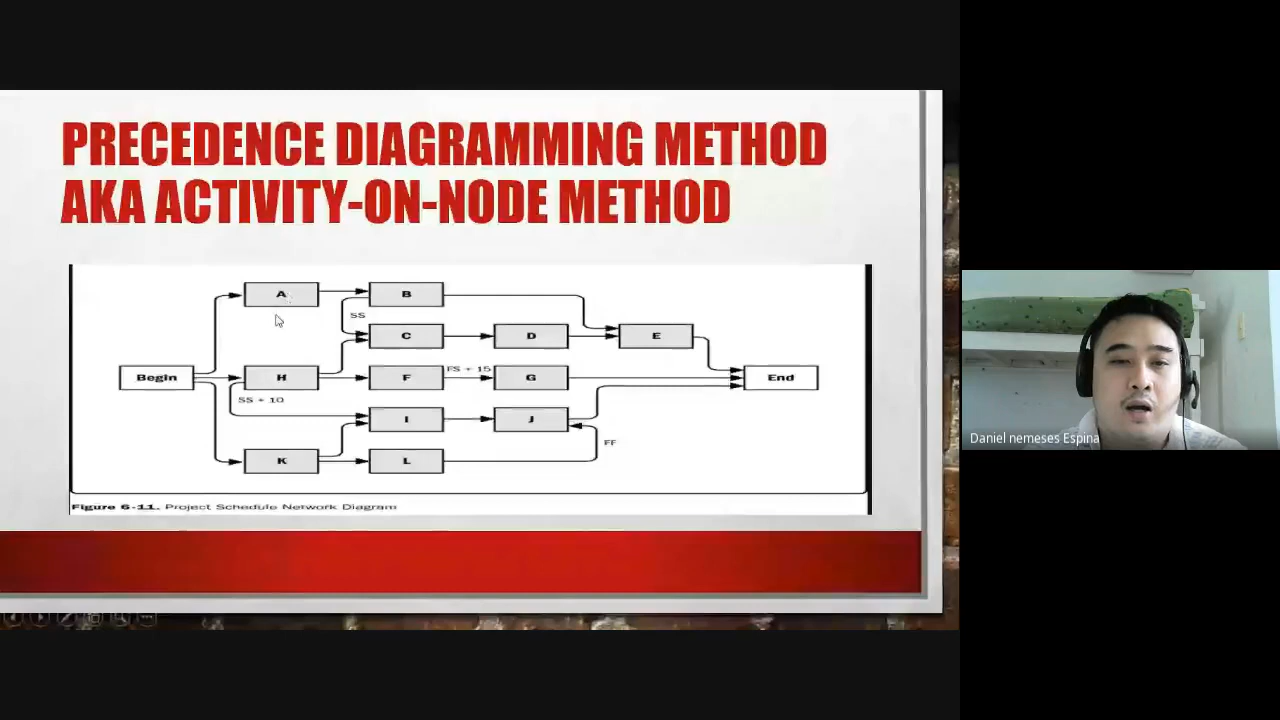 PRECEDENCE DIAGRAMMING METHOD
AKA ACTIVITY-ON-NODE METHOD
A
B
SS
C
D
E
Begin
H
F
FS + 15
G
End
SS + 10
I
J
FF
K
L
Figure 6-11. Project Schedule Network Diagram
Daniel nemeses Espina